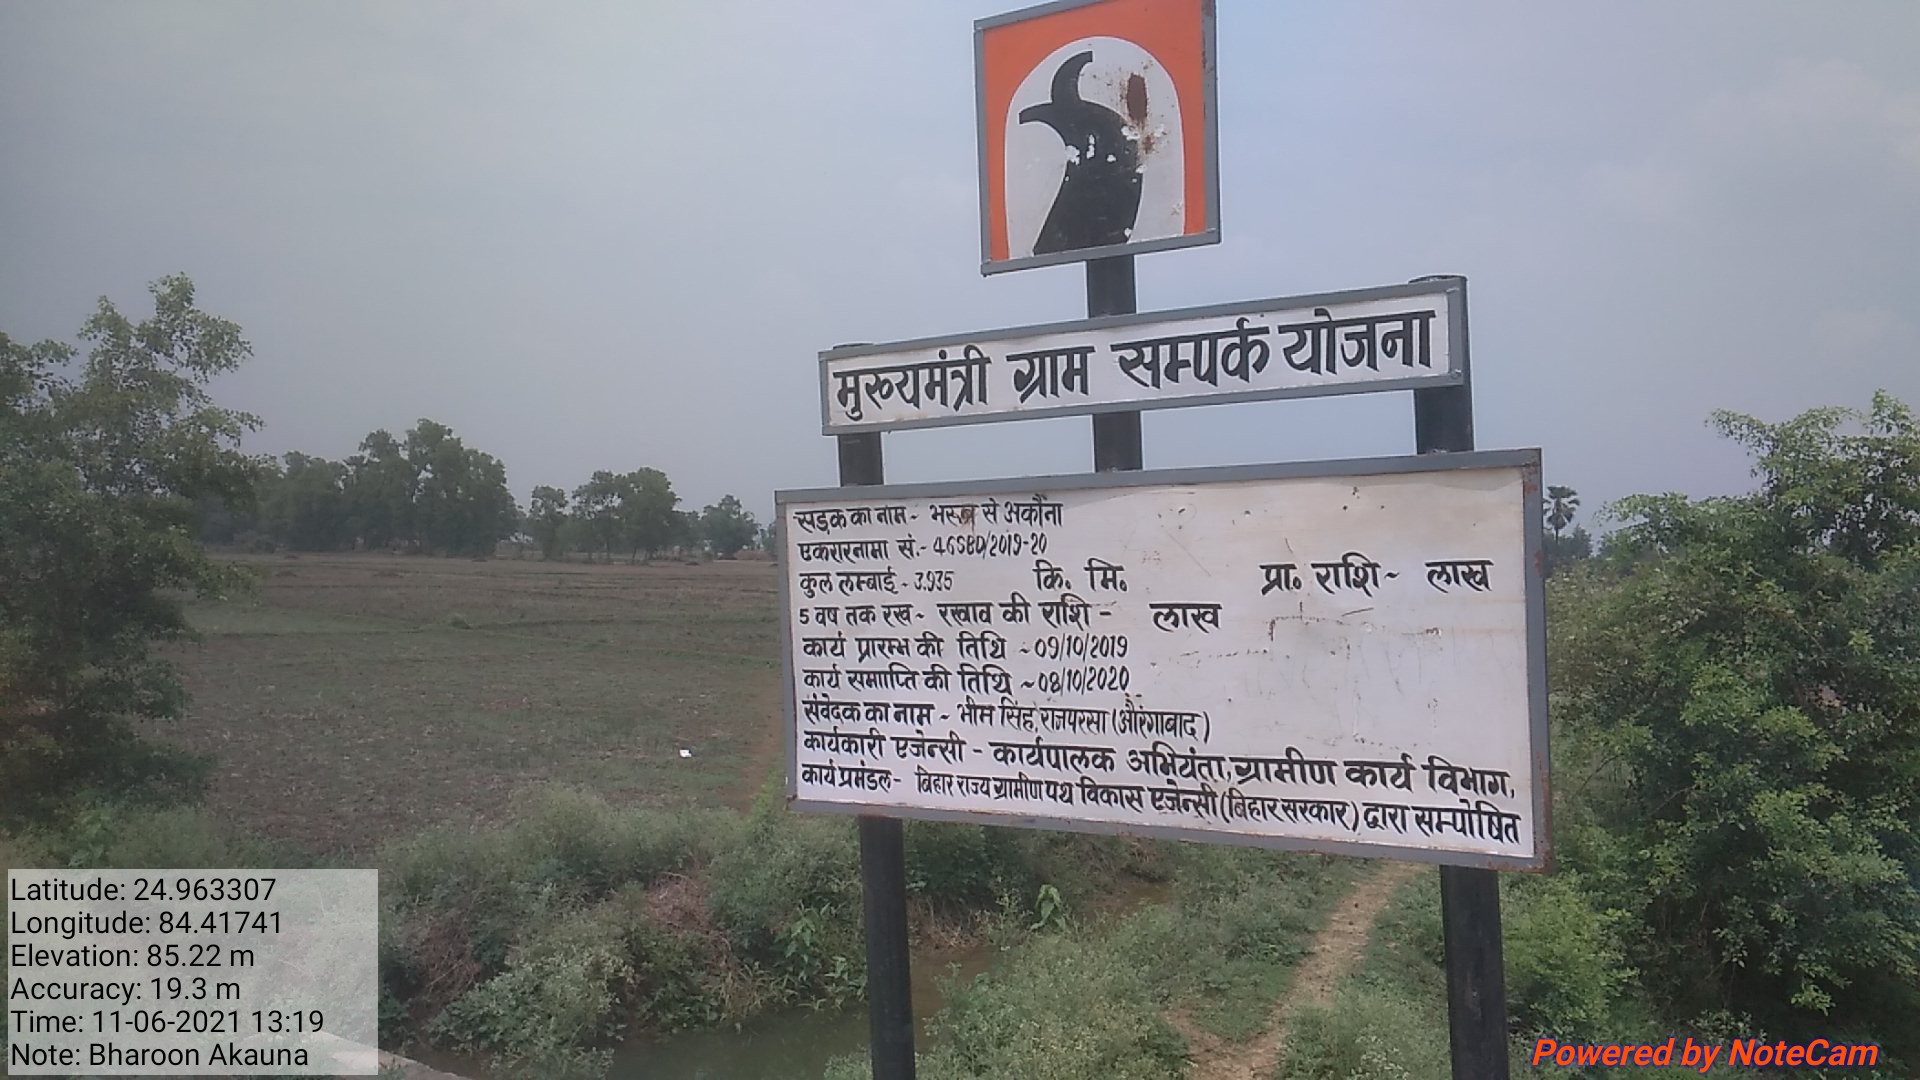 मुख्यमंत्री ग्राम सम्पर्क योजना
सड़क का नाम - से अकौना
एकरारनामा सं.- 46SBD/2019-20
कुल लम्बाई - 3.935 कि. मि. प्रा. राशि - लाख
5 वष तक रख - रखाव की राशि - लाख
कार्य प्रारम्भ की तिथि - 09/10/2019
कार्य समााप्ति की तिथि - 08/10/2020
संवेदक का नाम - भीम सिंह, राजपरसा (औरंगाबाद)
कार्यकारी एजेन्सी - कार्यपालक अभियंता, ग्रामीण कार्य विभाग,
कार्य प्रमंडल - बिहार राज्य ग्रामीण पथ विकास एजेन्सी (बिहार सरकार) द्वारा सम्पोषित
Latitude: 24.963307
Longitude: 84.41741
Elevation: 85.22 m
Accuracy: 19.3 m
Time: 11-06-2021 13:19
Note: Bharoon Akauna
Powered by NoteCam